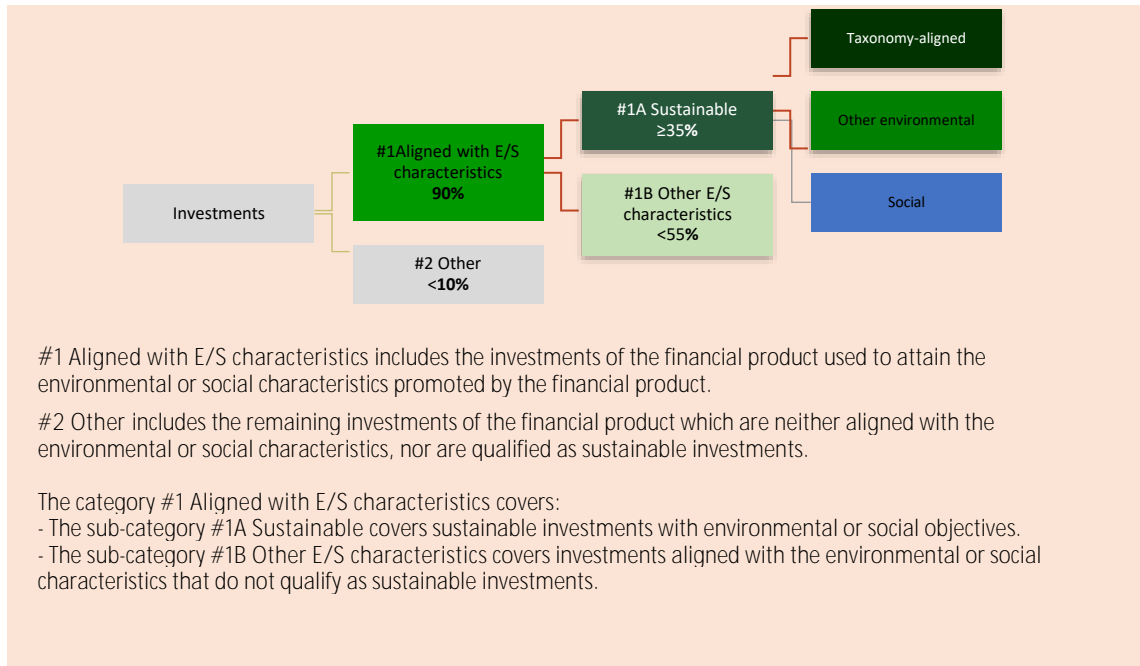 Taxonomy-aligned
#1A Sustainable
≥35%
Other environmental
#1Aligned with E/S
characteristics
90%
#1B Other E/S
characteristics
<55%
Social
Investments
#2 Other
<10%
#1 Aligned with E/S characteristics includes the investments of the financial product used to attain the
environmental or social characteristics promoted by the financial product.
#2 Other includes the remaining investments of the financial product which are neither aligned with the
environmental or social characteristics, nor are qualified as sustainable investments.
The category #1 Aligned with E/S characteristics covers:
- The sub-category #1A Sustainable covers sustainable investments with environmental or social objectives.
- The sub-category #1B Other E/S characteristics covers investments aligned with the environmental or social
characteristics that do not qualify as sustainable investments.